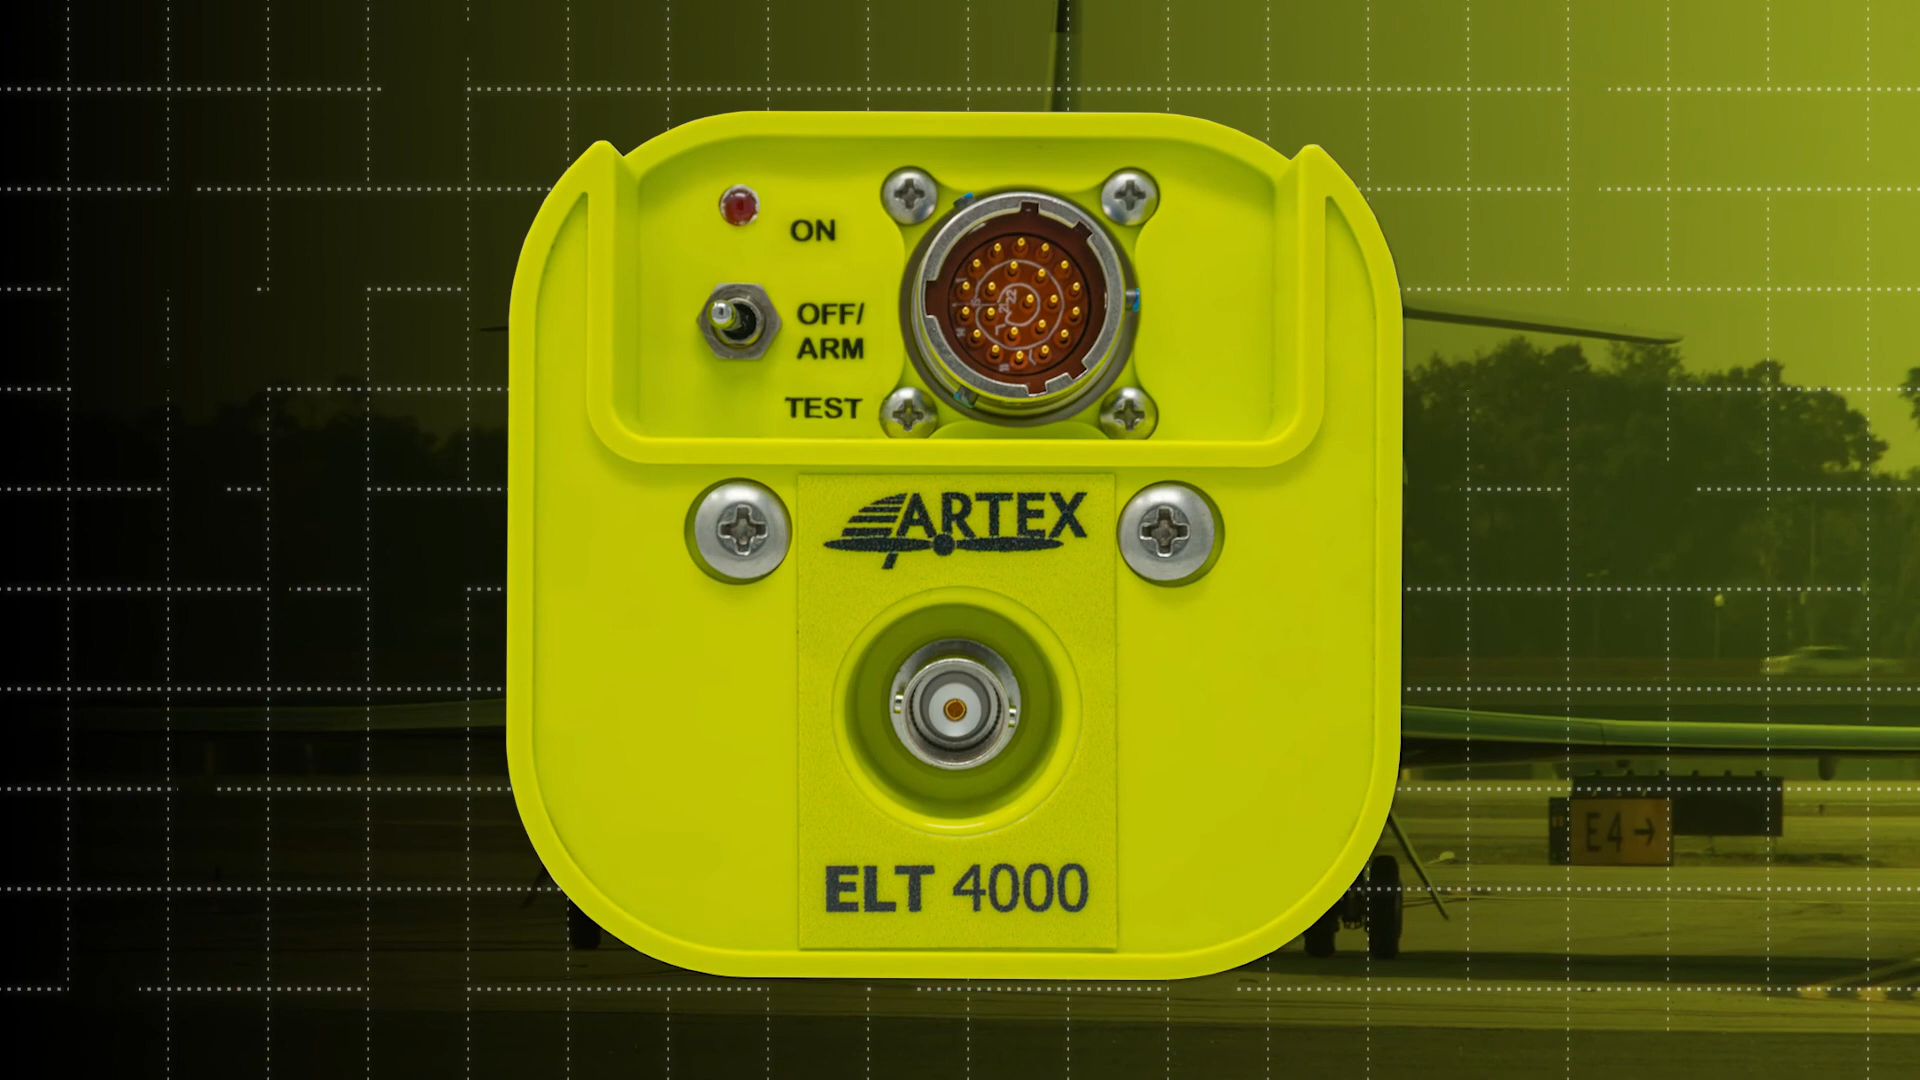 ON
OFF/
ARM
TEST
ARTEX
ELT 4000
E4→